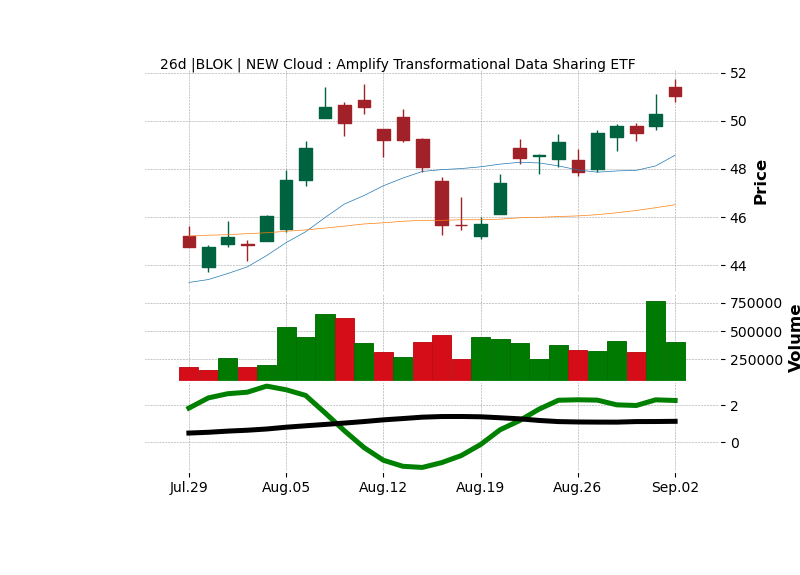 26d |BLOK | NEW Cloud : Amplify Transformational Data Sharing ETF
52
50
48
46
44
Price
750000
500000
250000
Volume
2
0
Jul.29 Aug.05 Aug.12 Aug.19 Aug.26 Sep.02